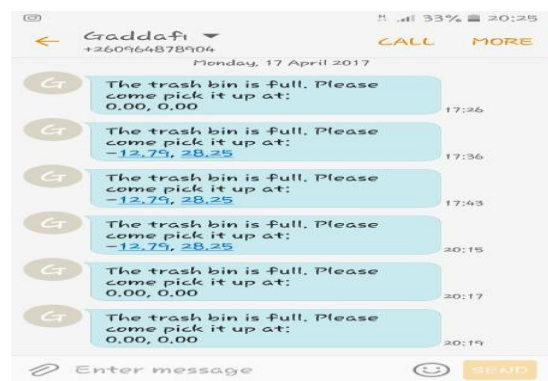 33% 20:25
Gaddafi
+260964878904
CALL MORE
Monday, 17 April 2017
G
The trash bin is full. Please
come pick it up at:
0.00, 0.00
17:26
G
The trash bin is full. Please
come pick it up at:
-12.79, 28.25
17:36
G
The trash bin is full. Please
come pick it up at:
-12.79, 28.25
17:43
G
The trash bin is full. Please
come pick it up at:
-12.79, 28.25
20:15
G
The trash bin is full. Please
come pick it up at:
0.00, 0.00
20:17
G
The trash bin is full. Please
come pick it up at:
0.00, 0.00
20:19
Enter message
SEND